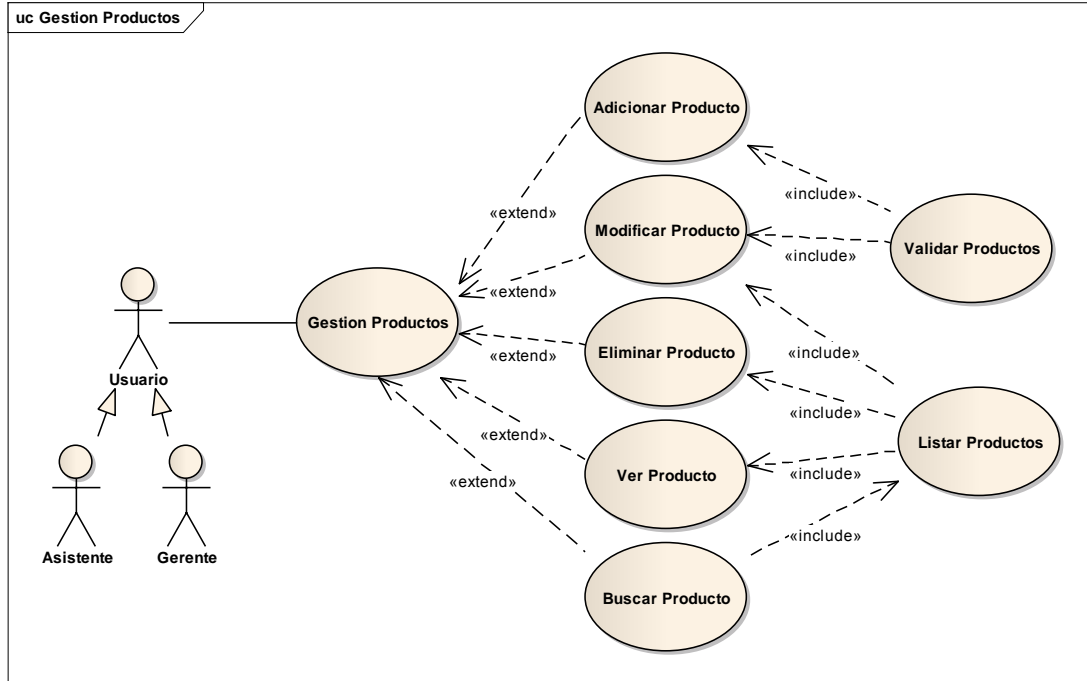 uc Gestion Productos
Adicionar Producto
«include»
«extend»
Modificar Producto
Validar Productos
«include»
«extend»
Gestion Productos
Eliminar Producto
«include»
«extend»
Usuario
«include»
«extend»
Listar Productos
Ver Producto
«include»
«extend»
«include»
Asistente
Gerente
Buscar Producto